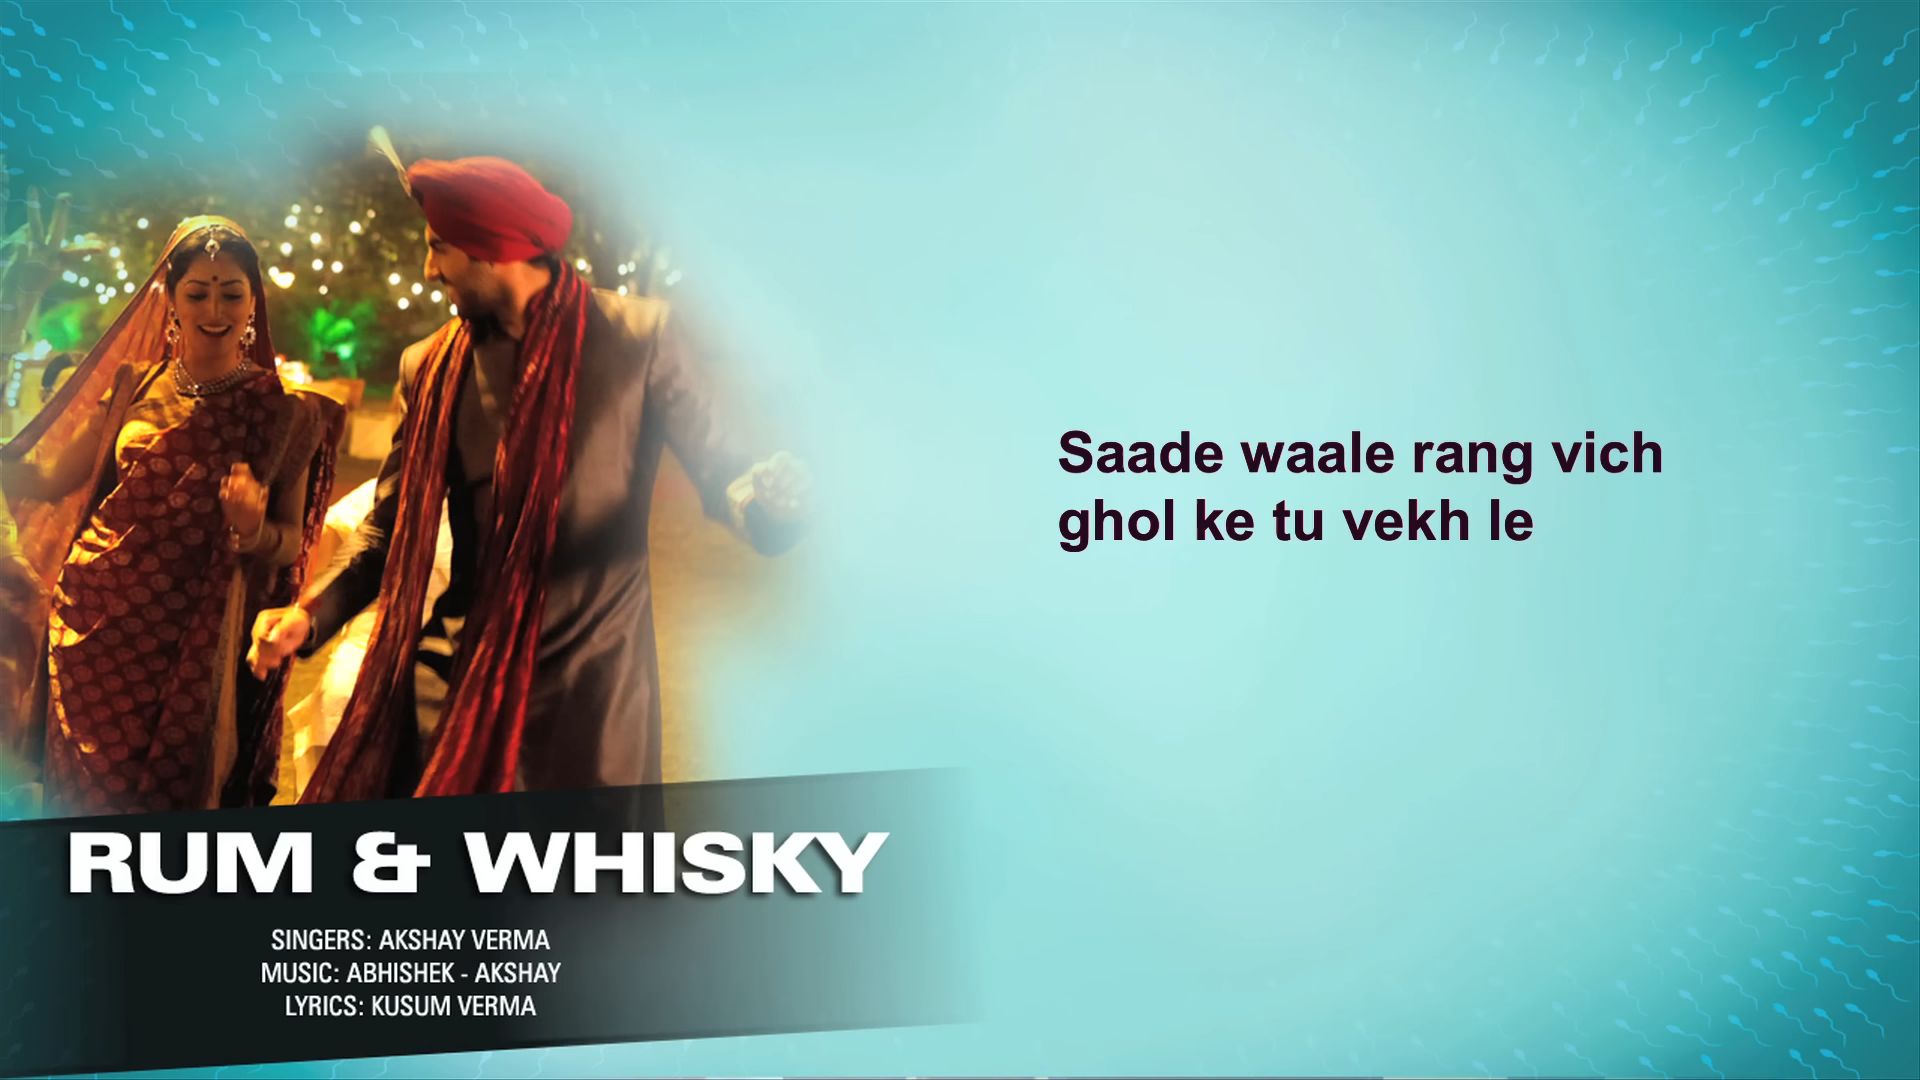 Saade waale rang vich
ghol ke tu vekh le
RUM & WHISKY
SINGERS: AKSHAY VERMA
MUSIC: ABHISHEK - AKSHAY
LYRICS: KUSUM VERMA